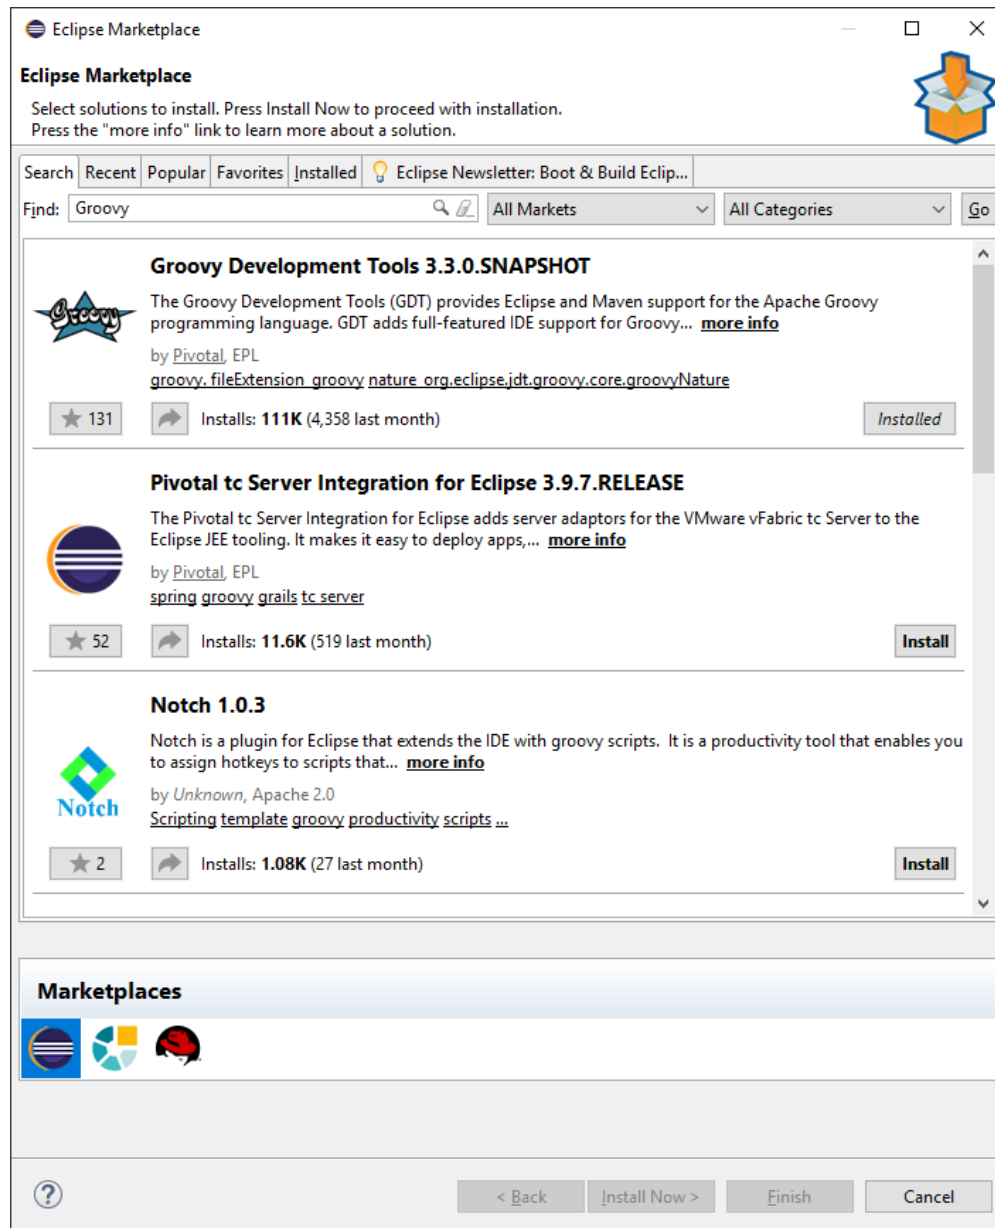 Eclipse Marketplace
Eclipse Marketplace
Select solutions to install. Press Install Now to proceed with installation.
Press the "more info" link to learn more about a solution.
Search Recent Popular Favorites Installed Eclipse Newsletter: Boot & Build Eclip...
Find: Groovy All Markets All Categories Go
Groovy Development Tools 3.3.0.SNAPSHOT
Groovy
The Groovy Development Tools (GDT) provides Eclipse and Maven support for the Apache Groovy
programming language. GDT adds full-featured IDE support for Groovy... more info
by Pivotal, EPL
groovy. fileExtension_groovy nature_org.eclipse.jdt.groovy.core.groovyNature
131 Installs: 111K (4,358 last month) Installed
Pivotal tc Server Integration for Eclipse 3.9.7.RELEASE
The Pivotal tc Server Integration for Eclipse adds server adaptors for the VMware vFabric tc Server to the
Eclipse JEE tooling. It makes it easy to deploy apps,... more info
by Pivotal, EPL
spring groovy grails tc server
52 Installs: 11.6K (519 last month) Install
Notch 1.0.3
Notch is a plugin for Eclipse that extends the IDE with groovy scripts. It is a productivity tool that enables you
to assign hotkeys to scripts that... more info
Notch
by Unknown, Apache 2.0
Scripting template groovy productivity scripts ...
2 Installs: 1.08K (27 last month) Install
Marketplaces
? < Back Install Now > Finish Cancel